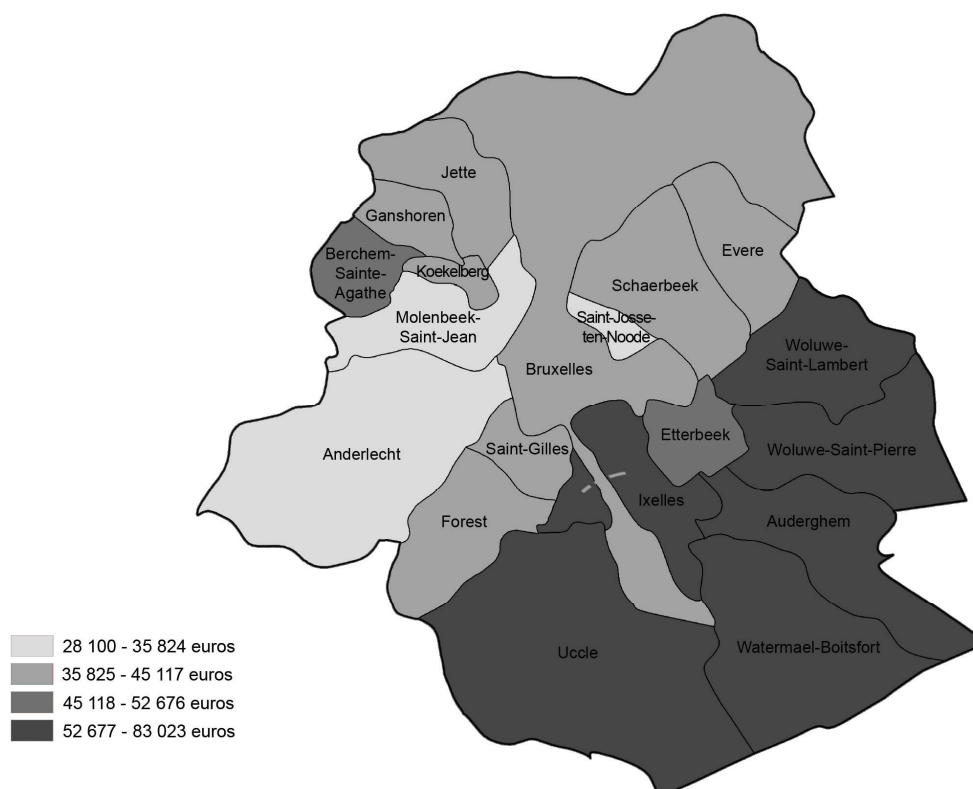 Jette
Ganshoren
Berchem-
Sainte-
Agathe
Koekelberg
Molenbeek-
Saint-Jean
Evere
Schaerbeek
Saint-Josse-
ten-Noode
Woluwe-
Saint-Lambert
Bruxelles
Anderlecht
Saint-Gilles
Etterbeek
Woluwe-Saint-Pierre
Ixelles
Forest
Auderghem
Uccle
Watermael-Boitsfort
28 100 - 35 824 euros
35 825 - 45 117 euros
45 118 - 52 676 euros
52 677 - 83 023 euros